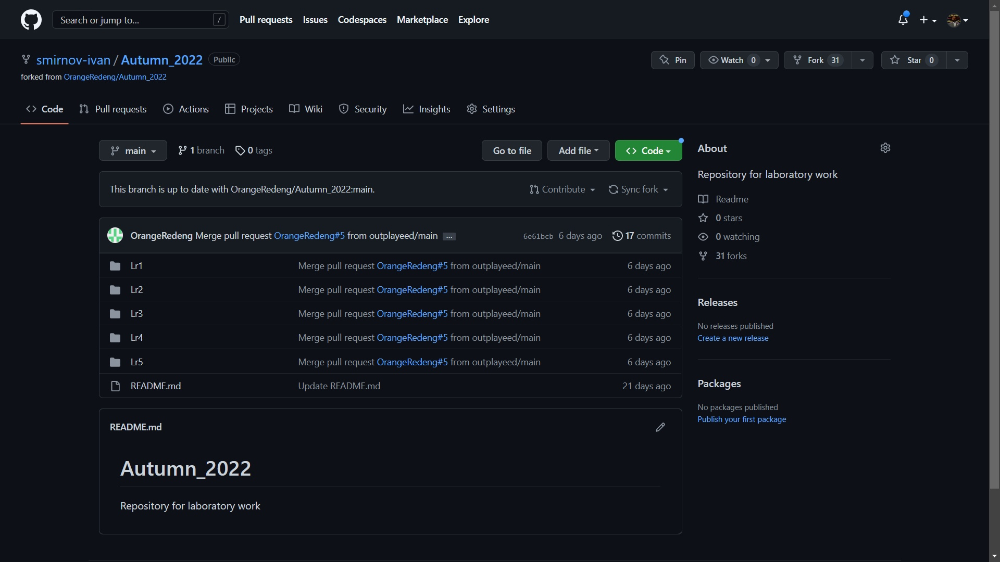 Search or jump to... /
Pull requests Issues Codespaces Marketplace Explore
smirnov-ivan / Autumn_2022 Public
Pin Watch 0 Fork 31 Star 0
forked from OrangeRedeng/Autumn_2022
Code Pull requests Actions Projects Wiki Security Insights Settings
main 1 branch 0 tags Go to file Add file Code
This branch is up to date with OrangeRedeng/Autumn_2022:main. Contribute Sync fork
OrangeRedeng Merge pull request OrangeRedeng#5 from outplayeed/main ... 6e61bcb 6 days ago 17 commits
Lr1 Merge pull request OrangeRedeng#5 from outplayeed/main 6 days ago
Lr2 Merge pull request OrangeRedeng#5 from outplayeed/main 6 days ago
Lr3 Merge pull request OrangeRedeng#5 from outplayeed/main 6 days ago
Lr4 Merge pull request OrangeRedeng#5 from outplayeed/main 6 days ago
Lr5 Merge pull request OrangeRedeng#5 from outplayeed/main 6 days ago
README.md Update README.md 21 days ago
README.md
Autumn_2022
Repository for laboratory work
About
Repository for laboratory work
Readme
0 stars
0 watching
31 forks
Releases
No releases published
Create a new release
Packages
No packages published
Publish your first package